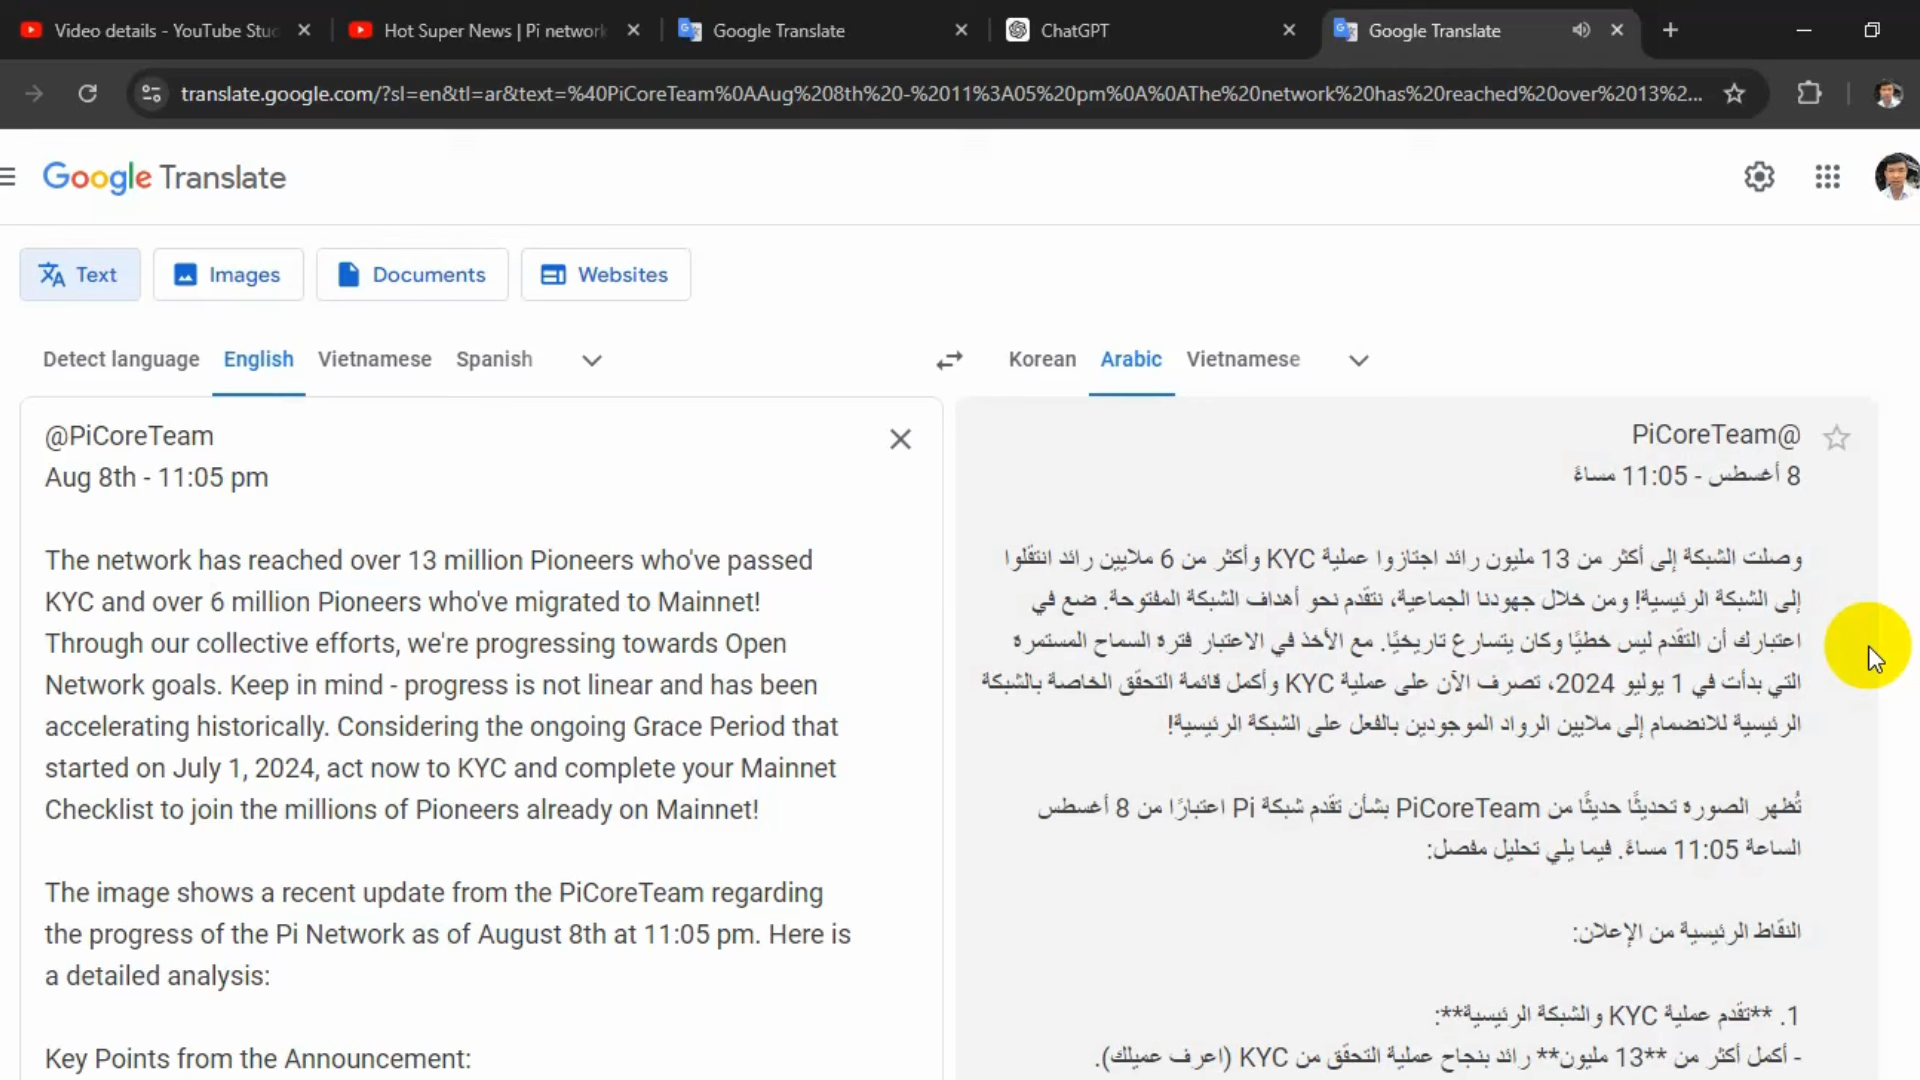 Video details - YouTube Stu
Hot Super News | Pi network
Google Translate
ChatGPT
Google Translate
translate.google.com/?sl=en&tl=ar&text=%40PiCoreTeam%0AAug%208th%20-%2011%3A05%20pm%0A%0AThe%20network%20has%20reached%20over%2013%2...
Google Translate
Text
Images
Documents
Websites
Detect language English Vietnamese Spanish
Korean Arabic Vietnamese
@PiCoreTeam
Aug 8th - 11:05 pm
The network has reached over 13 million Pioneers who've passed
KYC and over 6 million Pioneers who've migrated to Mainnet!
Through our collective efforts, we're progressing towards Open
Network goals. Keep in mind - progress is not linear and has been
accelerating historically. Considering the ongoing Grace Period that
started on July 1, 2024, act now to KYC and complete your Mainnet
Checklist to join the millions of Pioneers already on Mainnet!
The image shows a recent update from the PiCoreTeam regarding
the progress of the Pi Network as of August 8th at 11:05 pm. Here is
a detailed analysis:
Key Points from the Announcement:
@PiCoreTeam
8 أغسطس - 11:05 مساءً
وصلت الشبكة إلى أكثر من 13 مليون رائد اجتازوا عملية KYC وأكثر من 6 ملايين رائد انتقلوا
إلى الشبكة الرئيسية! ومن خلال جهودنا الجماعية، نتقدم نحو أهداف الشبكة المفتوحة. ضع في
اعتبارك أن التقدم ليس خطيًا وكان يتسارع تاريخيًا. مع الأخذ في الاعتبار فترة السماح المستمرة
التي بدأت في 1 يوليو 2024، تصرف الآن على عملية KYC وأكمل قائمة التحقق الخاصة بالشبكة
الرئيسية للانضمام إلى ملايين الرواد الموجودين بالفعل على الشبكة الرئيسية!
تُظهر الصورة تحديثًا حديثًا من PiCoreTeam بشأن تقدم شبكة Pi اعتبارًا من 8 أغسطس
الساعة 11:05 مساءً. فيما يلي تحليل مفصل:
النقاط الرئيسية من الإعلان:
1. **تقدم عملية KYC والشبكة الرئيسية**:
- أكمل أكثر من **13 مليون** رائد بنجاح عملية التحقق من KYC (اعرف عميلك).